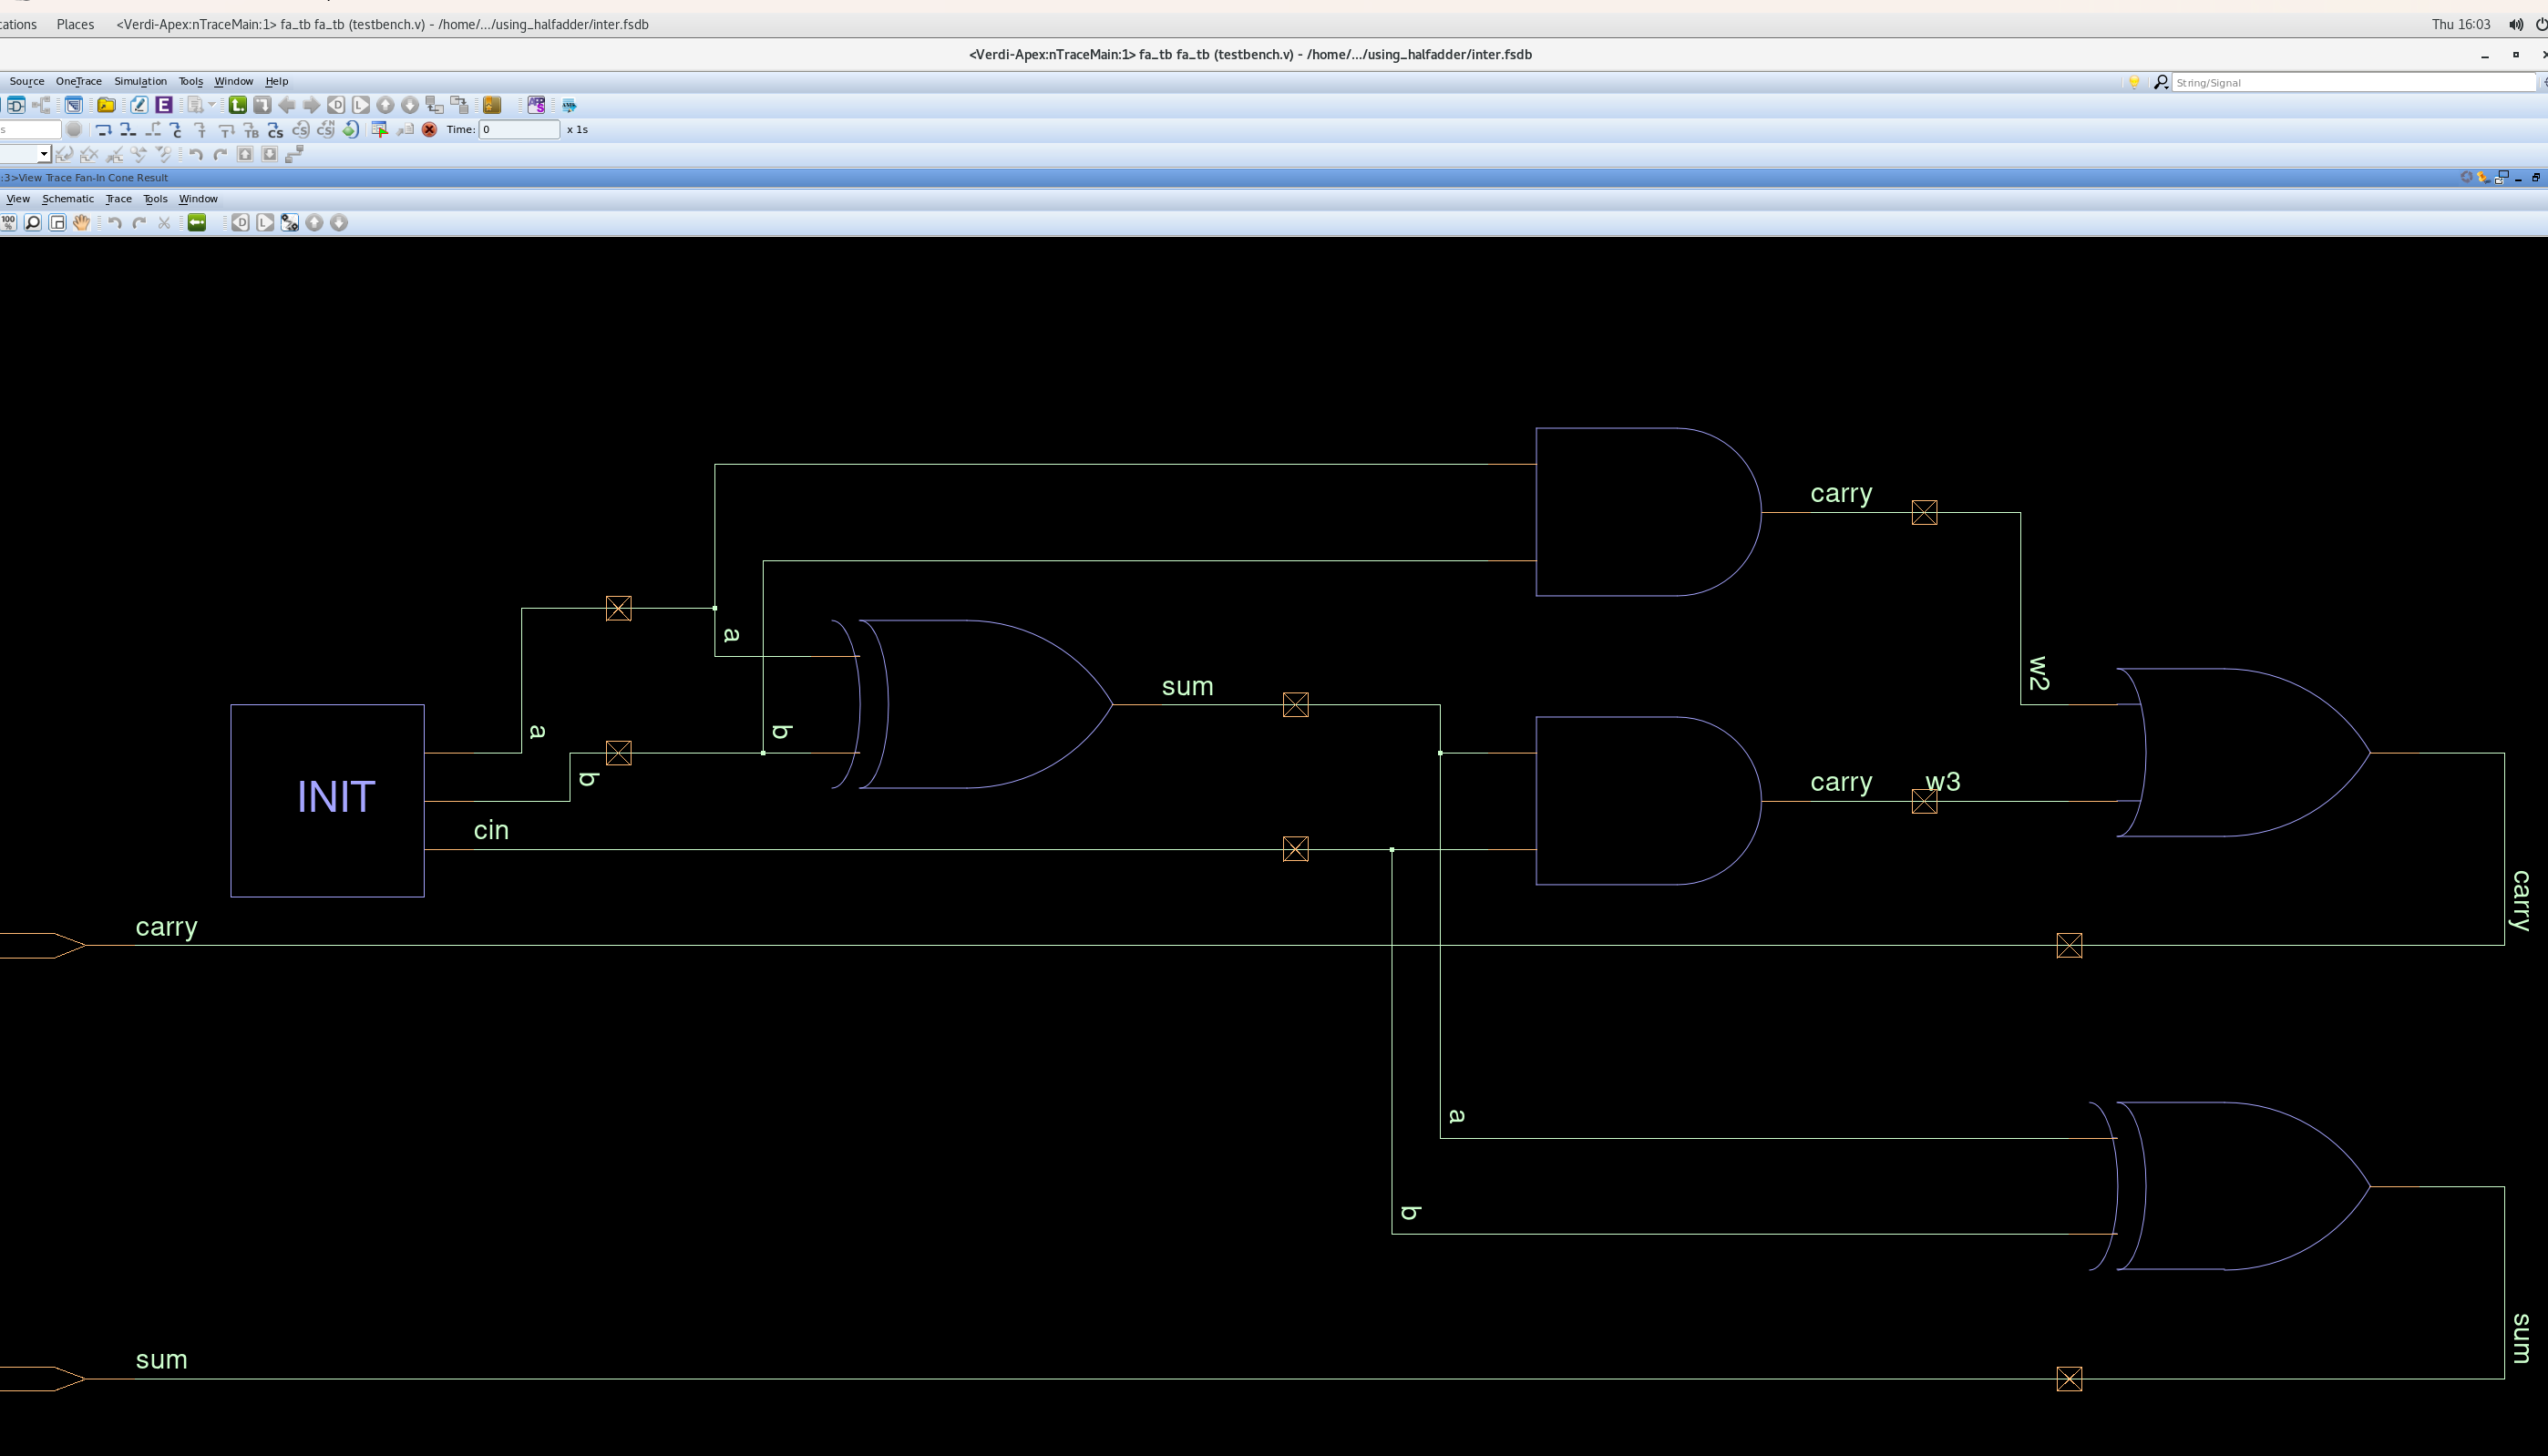 cations Places <Verdi-Apex:nTraceMain:1> fa_tb fa_tb (testbench.v) - /home/.../using_halfadder/inter.fsdb Thu 16:03
<Verdi-Apex:nTraceMain:1> fa_tb fa_tb (testbench.v) - /home/.../using_halfadder/inter.fsdb
Source OneTrace Simulation Tools Window Help String/Signal
s Time: 0 x 1s
:3>View Trace Fan-In Cone Result
View Schematic Trace Tools Window
100 %
carry
a
w2
sum
a
b
b
INIT
carry w3
cin
carry
carry
a
b
sum
sum